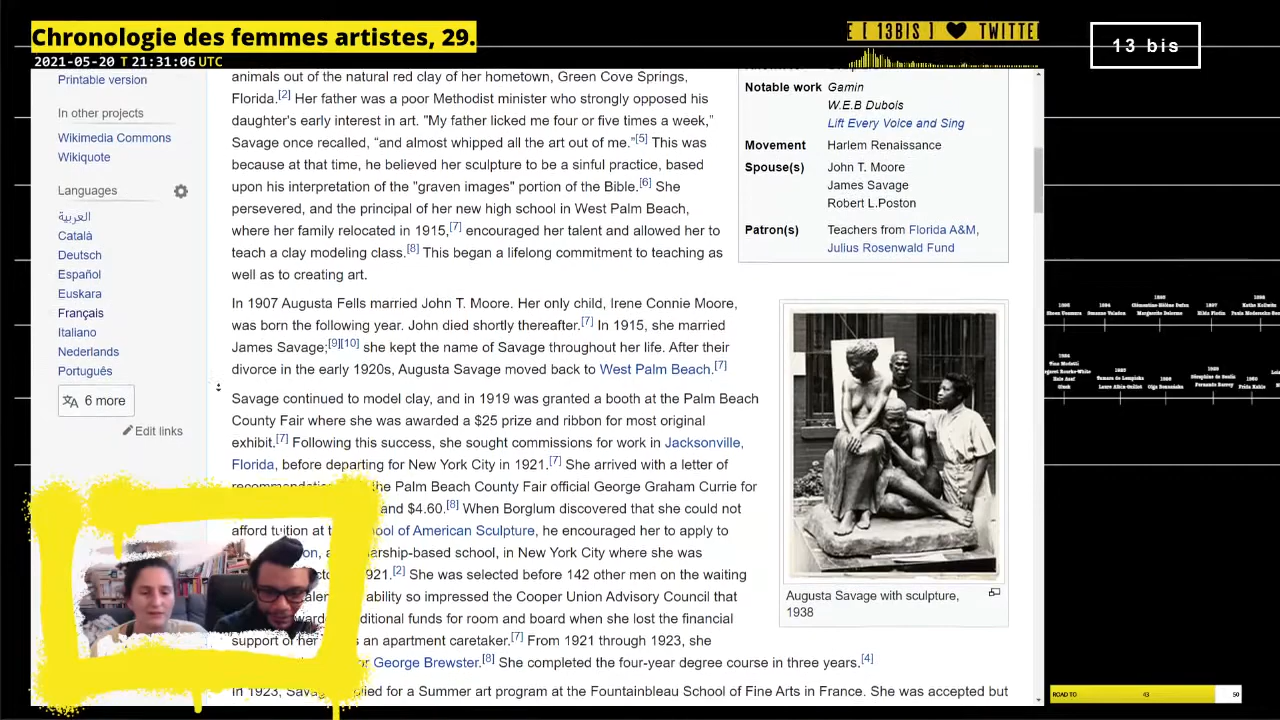 Chronologie des femmes artistes, 29.
2021-05-20 T 21:31:06 UTC
E [ 13BIS ] TWITTE
13 bis
Printable version
In other projects
Wikimedia Commons
Wikiquote
Languages
العربية
Català
Deutsch
Español
Euskara
Français
Italiano
Nederlands
Português
6 more
Edit links
animals out of the natural red clay of her hometown, Green Cove Springs,
Florida.[2] Her father was a poor Methodist minister who strongly opposed his
daughter's early interest in art. "My father licked me four or five times a week,"
Savage once recalled, "and almost whipped all the art out of me."[5] This was
because at that time, he believed her sculpture to be a sinful practice, based
upon his interpretation of the "graven images" portion of the Bible.[6] She
persevered, and the principal of her new high school in West Palm Beach,
where her family relocated in 1915,[7] encouraged her talent and allowed her to
teach a clay modeling class.[8] This began a lifelong commitment to teaching as
well as to creating art.
In 1907 Augusta Fells married John T. Moore. Her only child, Irene Connie Moore,
was born the following year. John died shortly thereafter.[7] In 1915, she married
James Savage;[9][10] she kept the name of Savage throughout her life. After their
divorce in the early 1920s, Augusta Savage moved back to West Palm Beach.[7]
Savage continued to model clay, and in 1919 was granted a booth at the Palm Beach
County Fair where she was awarded a $25 prize and ribbon for most original
exhibit.[7] Following this success, she sought commissions for work in Jacksonville,
Florida, before departing for New York City in 1921.[7] She arrived with a letter of
the Palm Beach County Fair official George Graham Currie for
and $4.60.[8] When Borglum discovered that she could not
afford tuition at ool of American Sculpture, he encouraged her to apply to
on, a arship-based school, in New York City where she was
1921.[2] She was selected before 142 other men on the waiting
ability so impressed the Cooper Union Advisory Council that
ditional funds for room and board when she lost the financial
support of her s an apartment caretaker.[7] From 1921 through 1923, she
or George Brewster.[8] She completed the four-year degree course in three years.[4]
In 1923, Savag plied for a Summer art program at the Fountainbleau School of Fine Arts in France. She was accepted but
Notable work Gamin
W.E.B Dubois
Lift Every Voice and Sing
Movement Harlem Renaissance
Spouse(s) John T. Moore
James Savage
Robert L.Poston
Patron(s) Teachers from Florida A&M,
Julius Rosenwald Fund
Augusta Savage with sculpture,
1938
1894
Suzanne Valadon
1897
Tamara de Lempicka
Frida Kahlo
ROAD TO 43 50